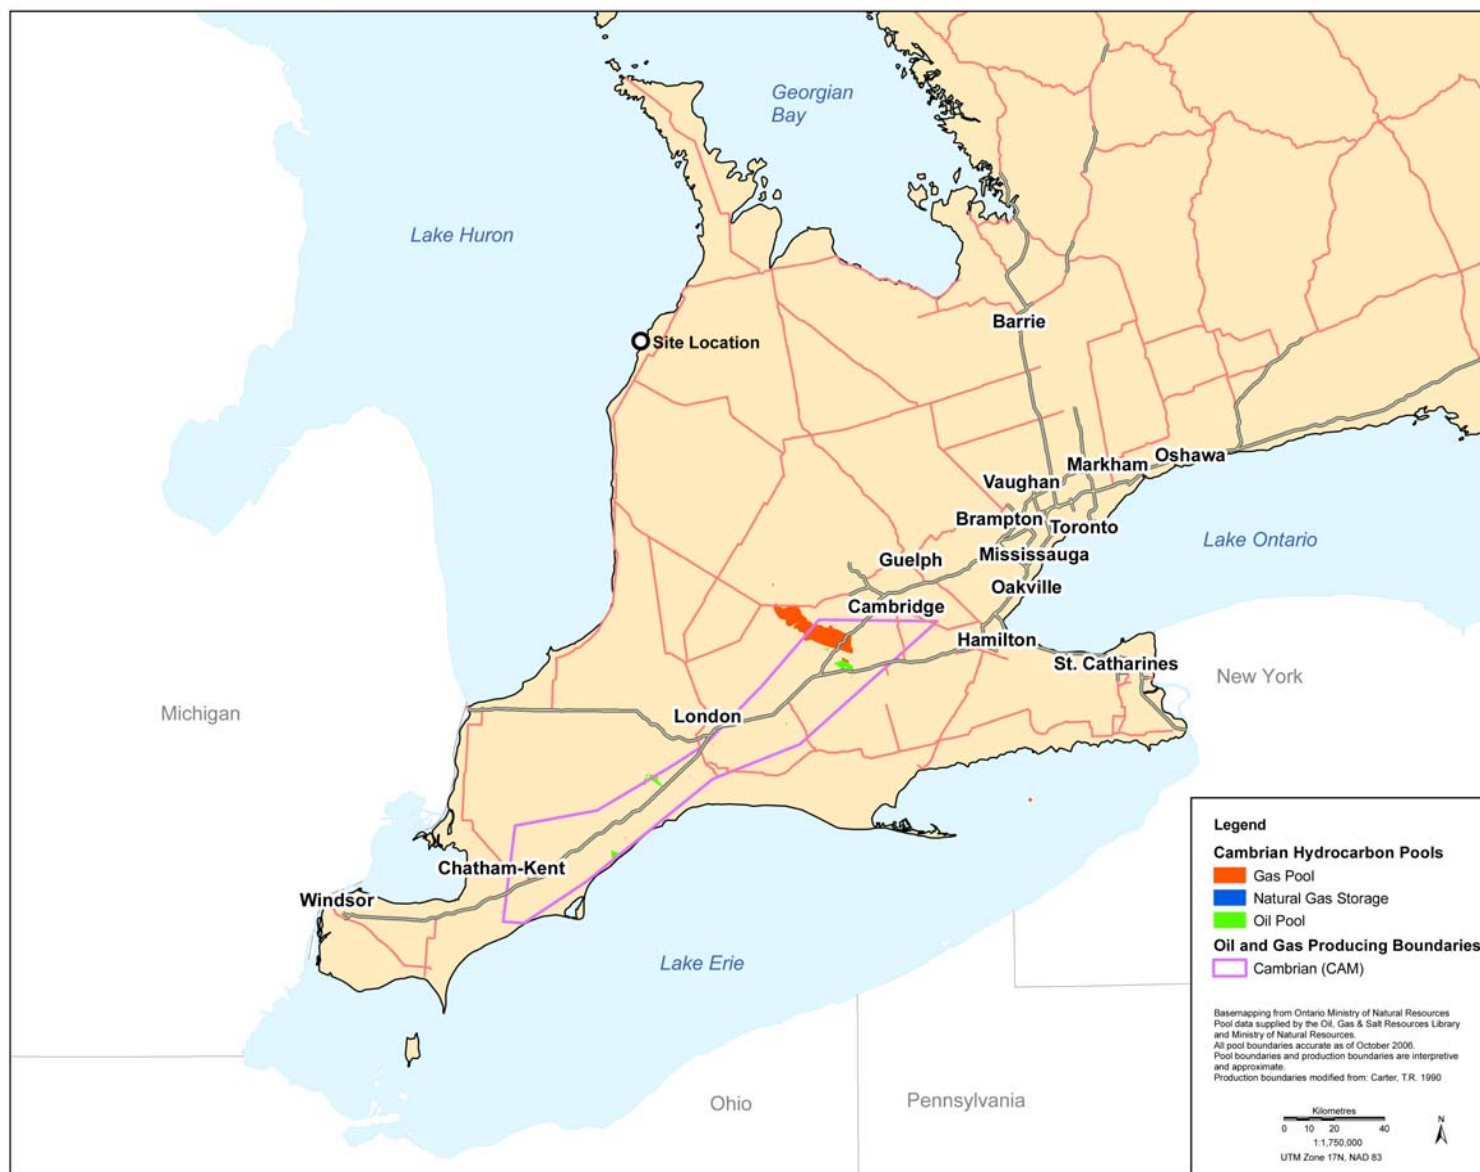 Georgian
Bay
Lake Huron
Barrie
Site Location
Markham
Oshawa
Vaughan
Brampton
Toronto
Lake Ontario
Mississauga
Guelph
Oakville
Cambridge
Hamilton
St. Catharines
New York
Michigan
London
Chatham-Kent
Windsor
Lake Erie
Ohio
Pennsylvania
Legend
Cambrian Hydrocarbon Pools
Gas Pool
Natural Gas Storage
Oil Pool
Oil and Gas Producing Boundaries
Cambrian (CAM)
Basemapping from Ontario Ministry of Natural Resources
Pool data supplied by the Oil, Gas & Salt Resources Library
and Ministry of Natural Resources.
All pool boundaries accurate as of October 2006.
Pool boundaries and production boundaries are interpretive
and approximate.
Production boundaries modified from: Carter, T.R. 1990
Kilometres
0 10 20 40
1:1,750,000
UTM Zone 17N, NAD 83
N